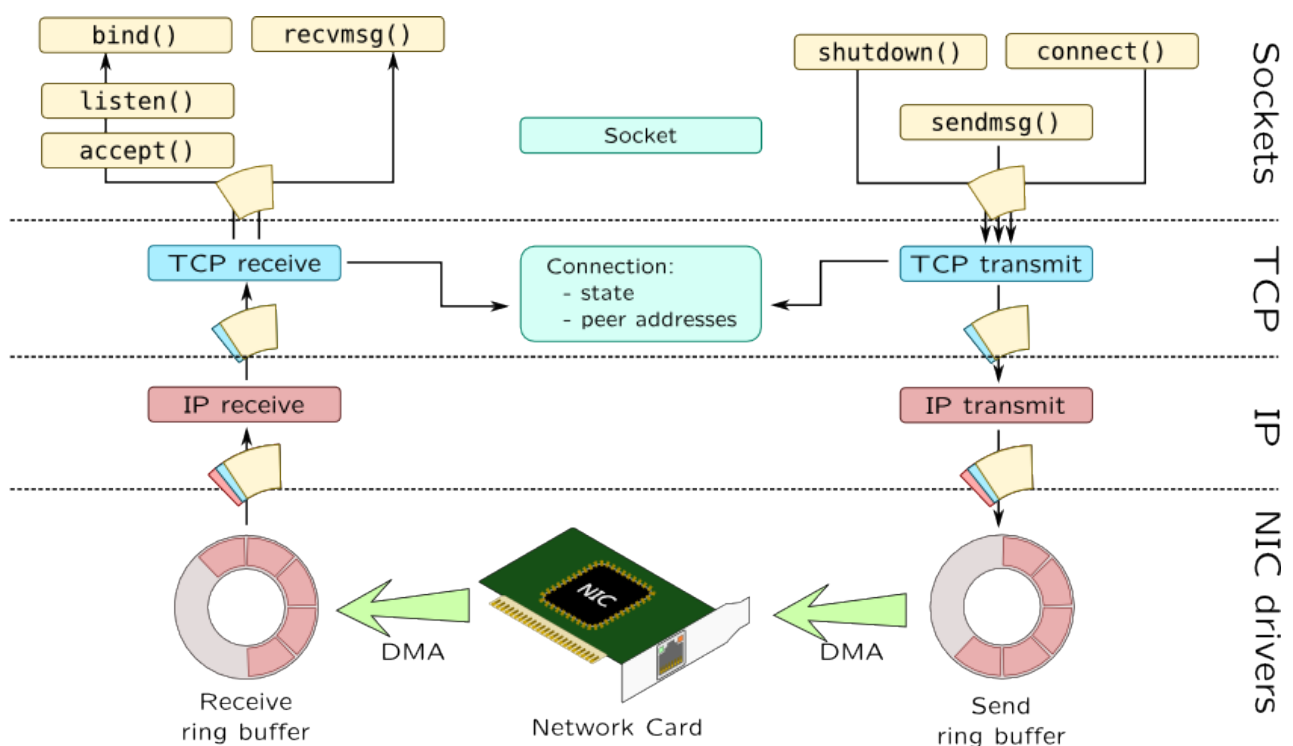 bind()
recvmsg()
listen()
accept()
Socket
shutdown()
connect()
sendmsg()
Sockets
TCP receive
Connection:
- state
- peer addresses
TCP transmit
TCP
IP receive
IP transmit
IP
NIC
DMA
DMA
Receive
ring buffer
Network Card
Send
ring buffer
NIC drivers